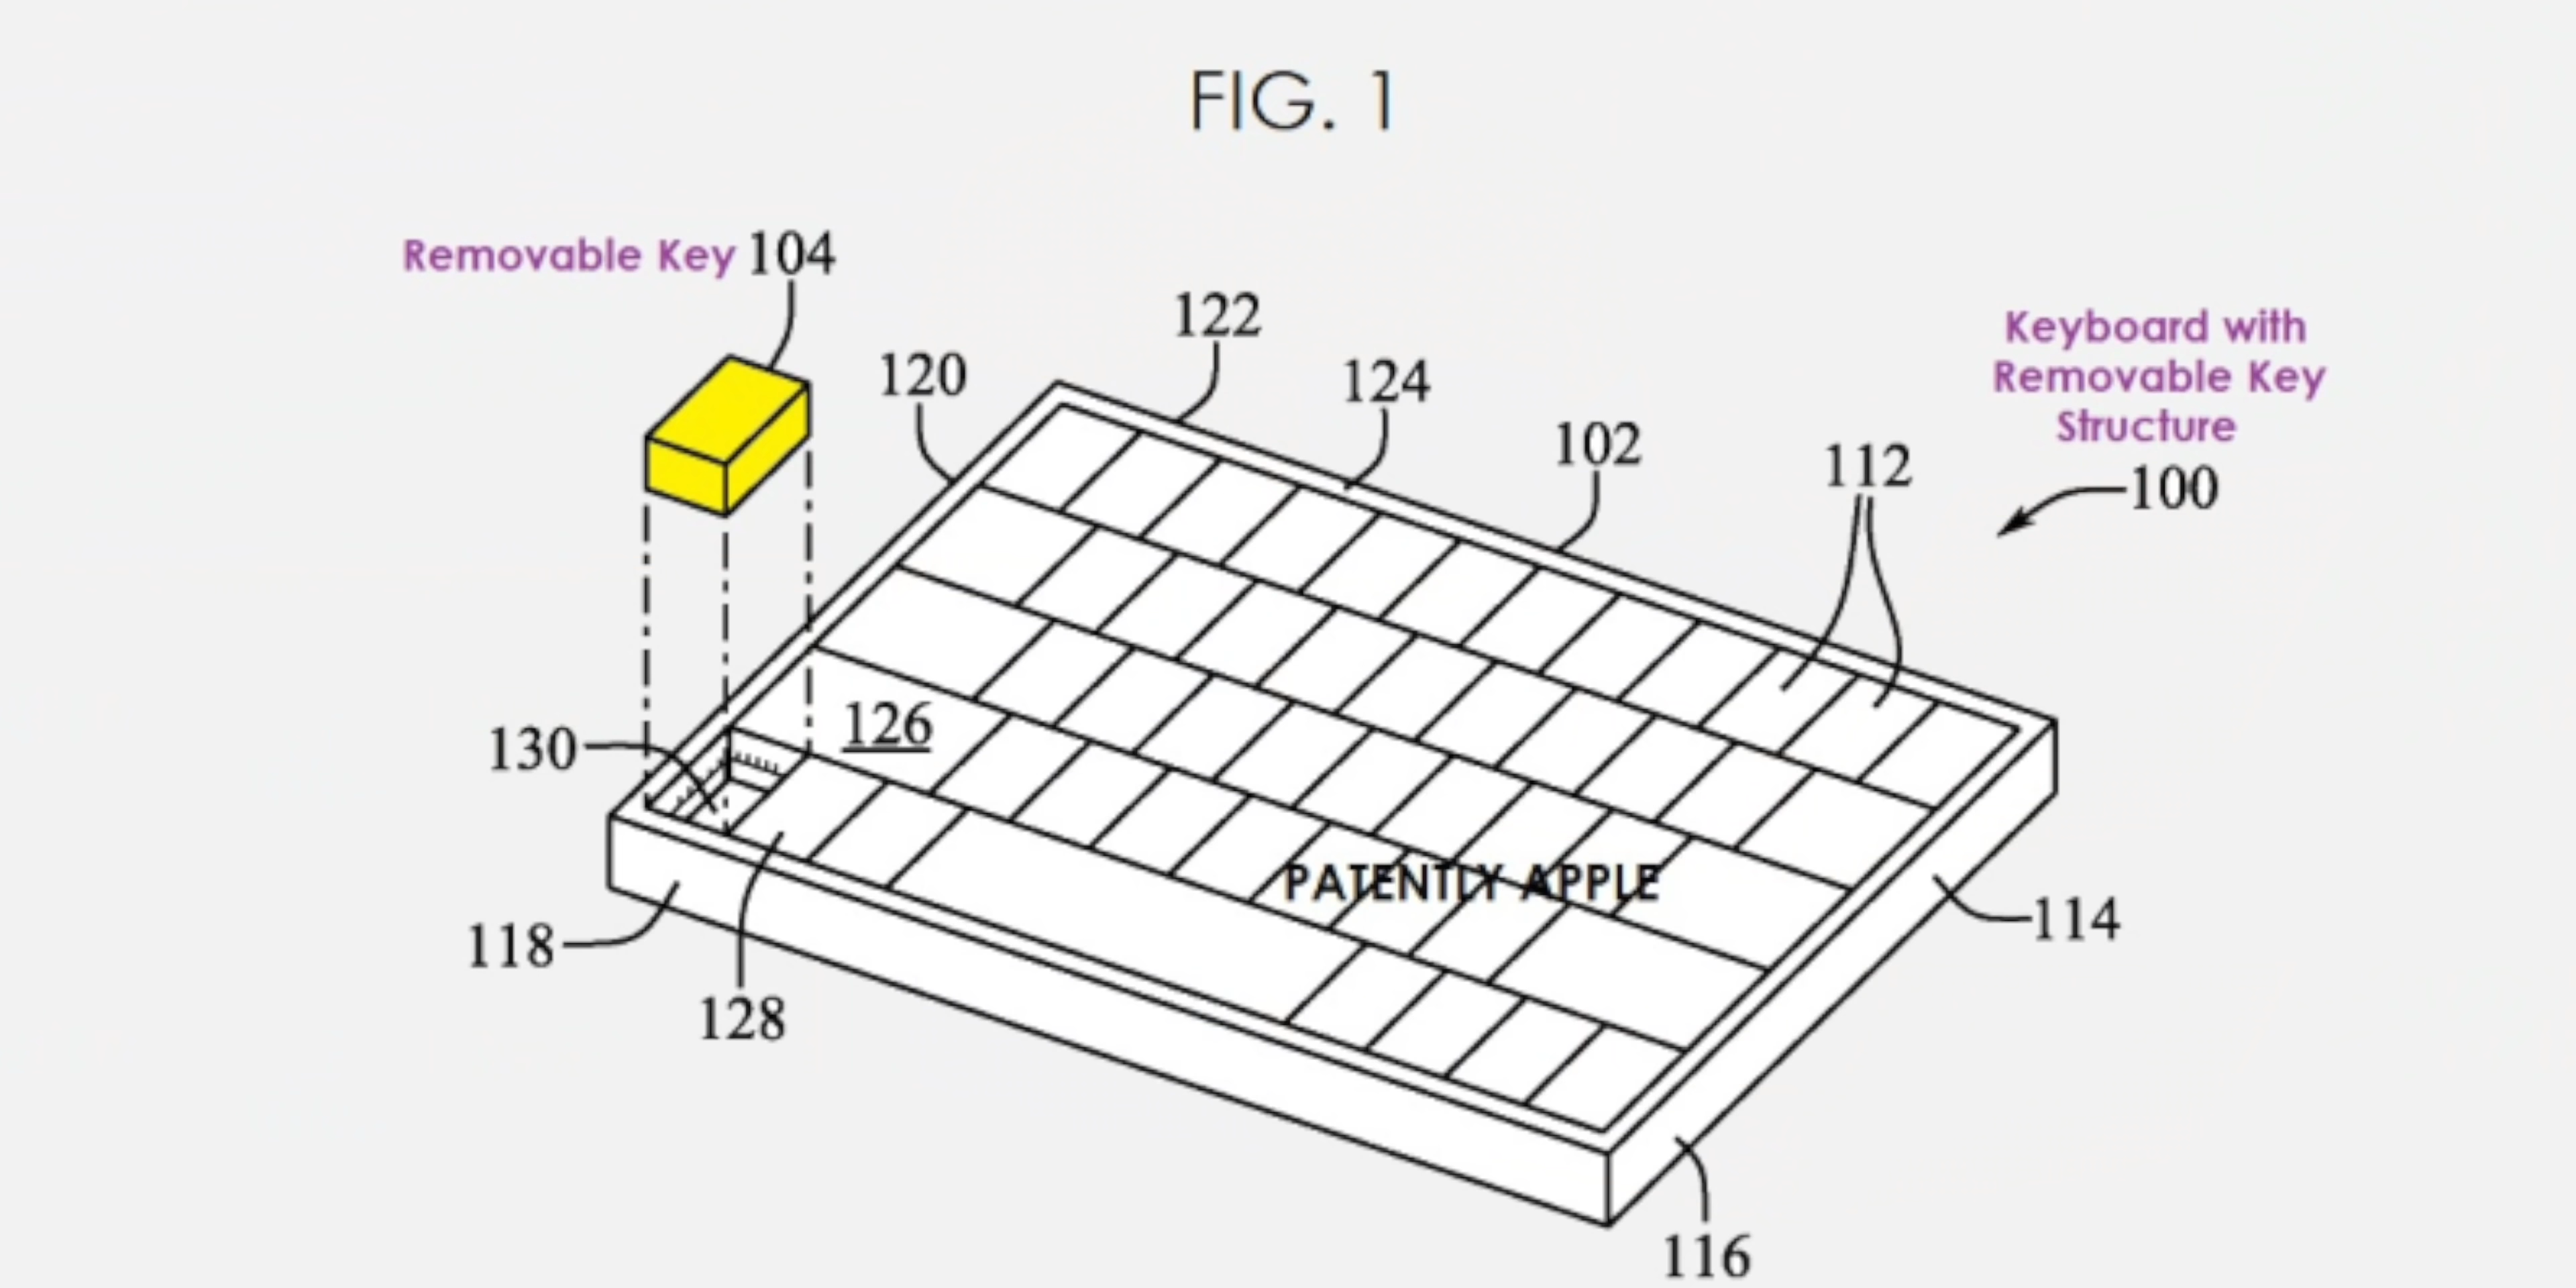 FIG. 1
Removable Key 104
122
120
124
Keyboard with
Removable Key
Structure
102
112
100
126
130
PATENTLY APPLE
114
118
128
116